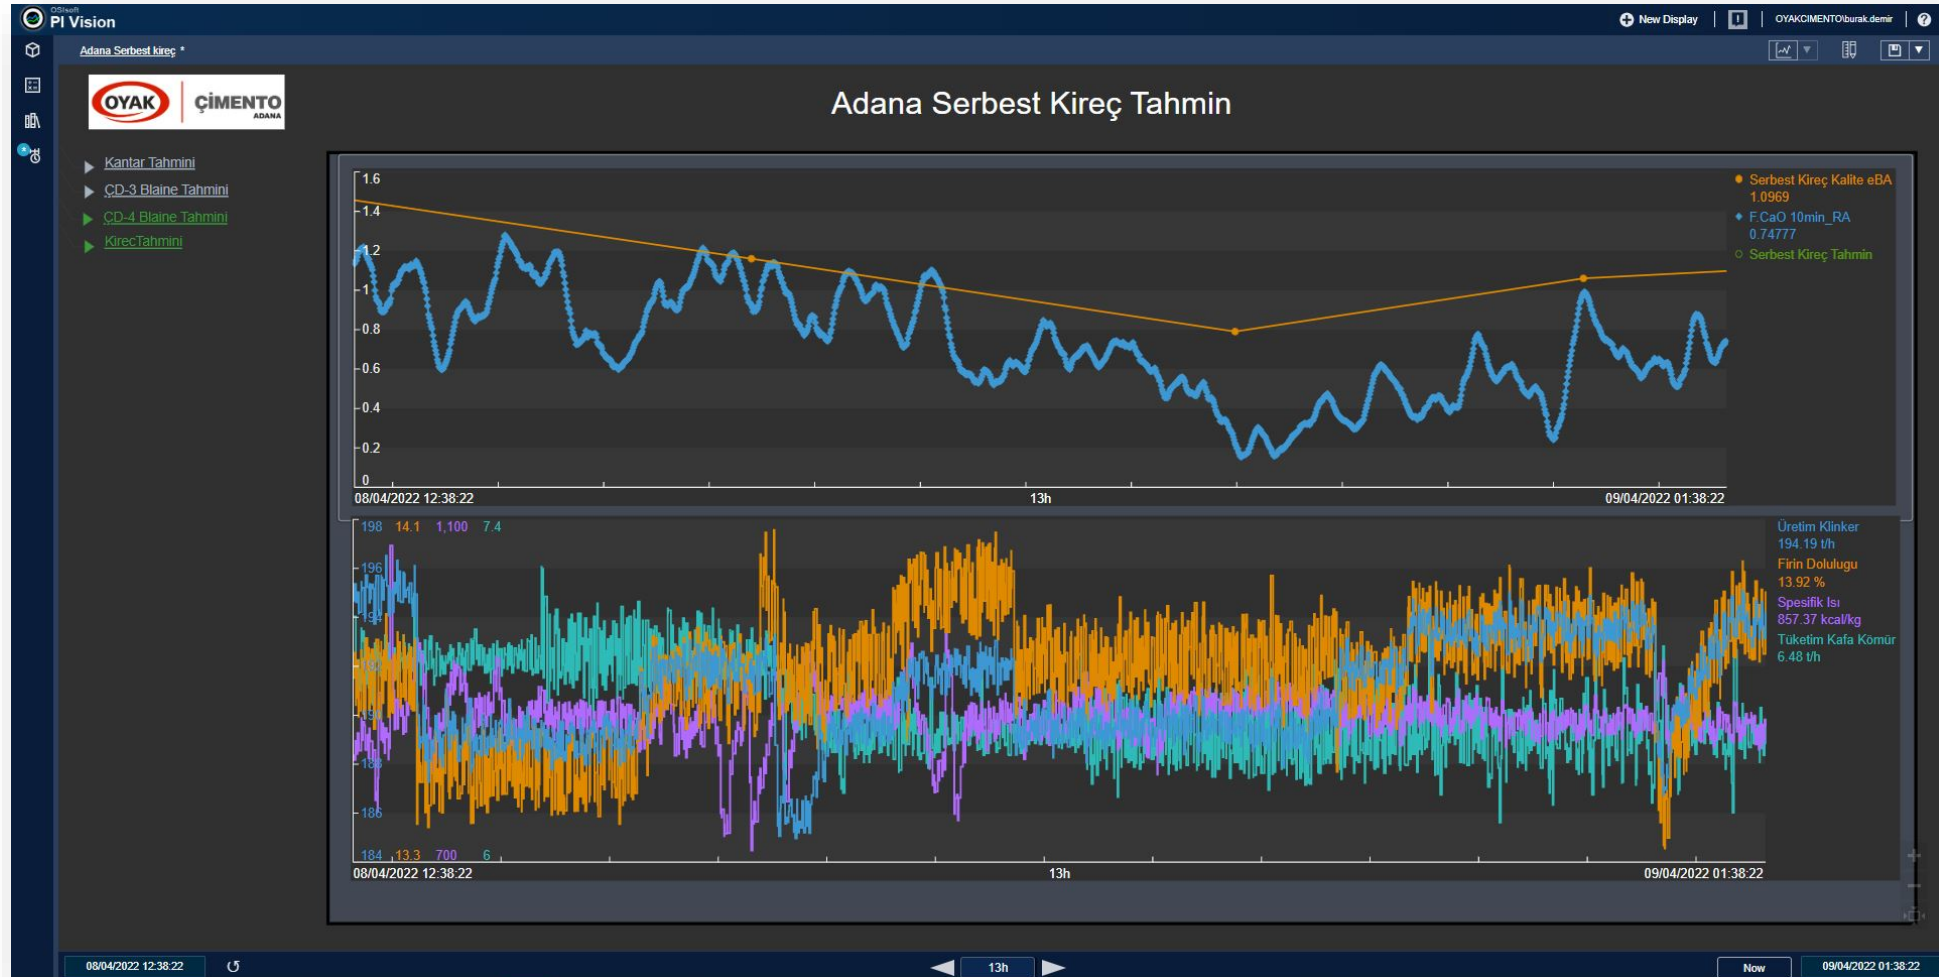 OSIsoft
PI Vision
New Display
OYAKCIMENTO\burak.demir
Adana Serbest kireç *
OYAK
ÇİMENTO
ADANA
Adana Serbest Kireç Tahmin
Kantar Tahmini
ÇD-3 Blaine Tahmini
ÇD-4 Blaine Tahmini
KirecTahmini
1.6
1.4
1.2
1
0.8
0.6
0.4
0.2
0
08/04/2022 12:38:22
13h
09/04/2022 01:38:22
Serbest Kireç Kalite eBA
1.0969
F.CaO 10min_RA
0.74777
Serbest Kireç Tahmin
198 14.1 1,100 7.4
196
194
192
190
188
186
184 13.3 700 6
08/04/2022 12:38:22
13h
09/04/2022 01:38:22
Üretim Klinker
194.19 t/h
Firin Dolulugu
13.92 %
Spesifik Isı
857.37 kcal/kg
Tüketim Kafa Kömür
6.48 t/h
08/04/2022 12:38:22
13h
Now
09/04/2022 01:38:22